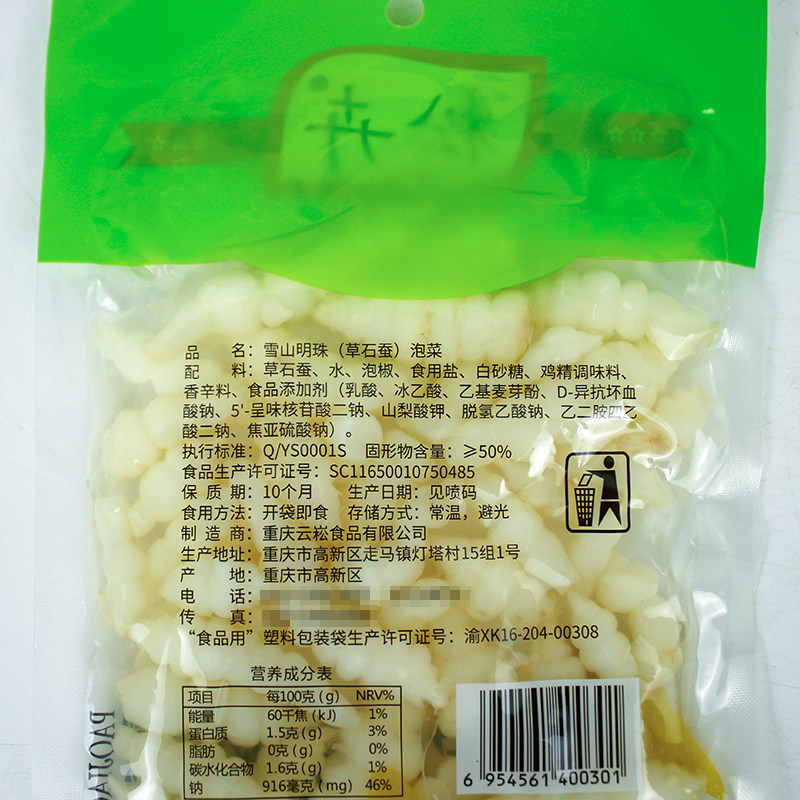 品 名：雪山明珠（草石蚕）泡菜
配 料：草石蚕、水、泡椒、食用盐、白砂糖、鸡精调味料、
香辛料、食品添加剂（乳酸、冰乙酸、乙基麦芽酚、D-异抗坏血
酸钠、5'-呈味核苷酸二钠、山梨酸钾、脱氢乙酸钠、乙二胺四乙
酸二钠、焦亚硫酸钠）。
执行标准：Q/YS0001S 固形物含量：≥50%
食品生产许可证号：SC11650010750485
保 质 期：10个月 生产日期：见喷码
食用方法：开袋即食 存储方式：常温，避光
制 造 商：重庆云崧食品有限公司
生产地址：重庆市高新区走马镇灯塔村15组1号
产 地：重庆市高新区
电 话：
传 真：
“食品用”塑料包装袋生产许可证号：渝XK16-204-00308
营养成分表
项目 每100克(g) NRV%
能量 60千焦(kJ) 1%
蛋白质 1.5克(g) 3%
脂肪 0克(g) 0%
碳水化合物 1.6克(g) 1%
钠 916毫克(mg) 46%
6 954561 400301
PAOJIAO